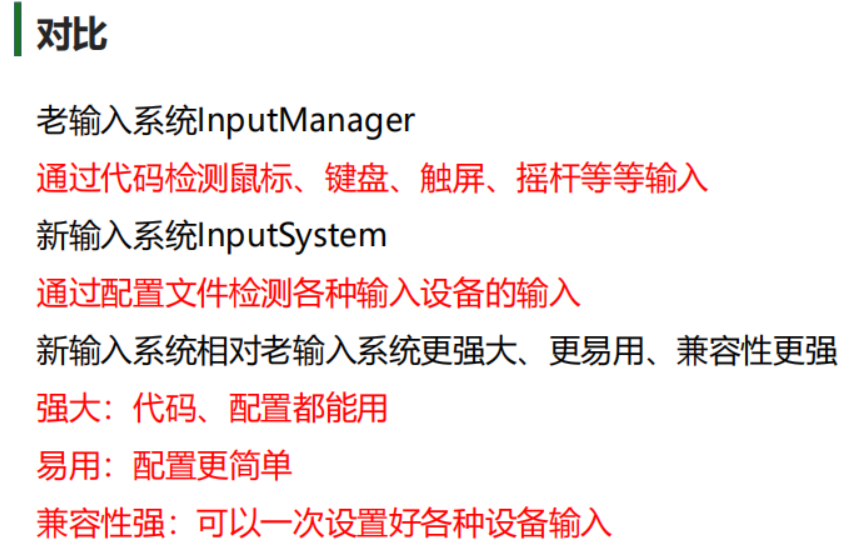 对比
老输入系统InputManager
通过代码检测鼠标、键盘、触屏、摇杆等等输入
新输入系统InputSystem
通过配置文件检测各种输入设备的输入
新输入系统相对老输入系统更强大、更易用、兼容性更强
强大：代码、配置都能用
易用：配置更简单
兼容性强：可以一次设置好各种设备输入